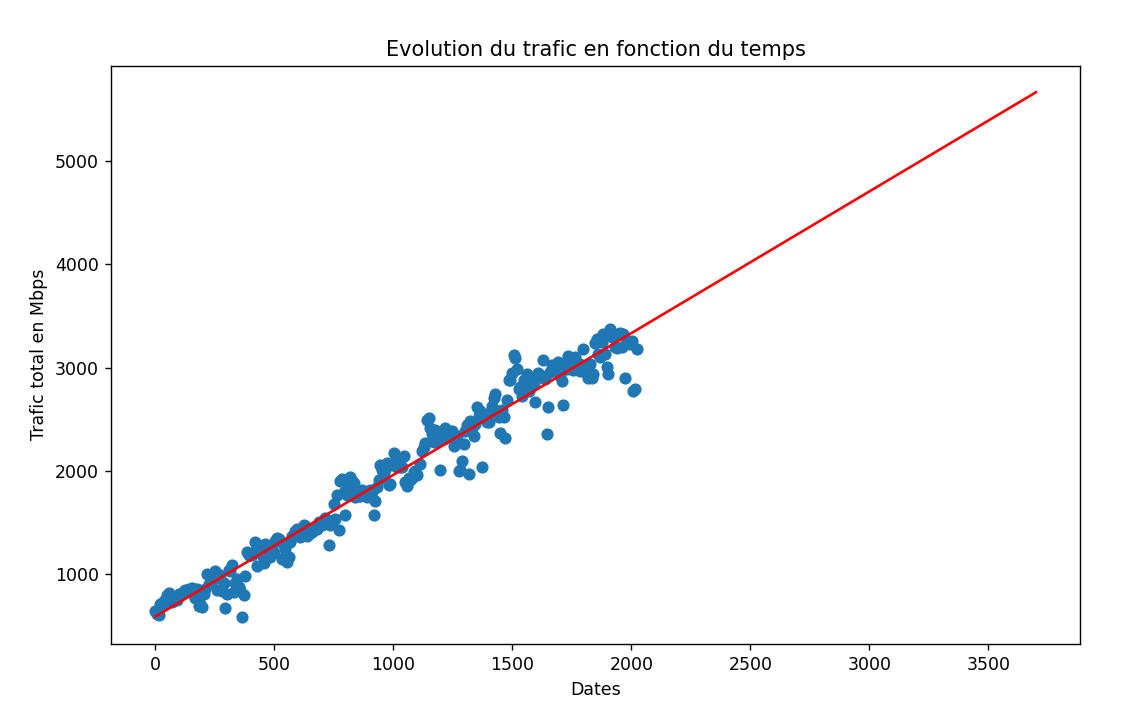 Evolution du trafic en fonction du temps
5000
4000
3000
2000
1000
Trafic total en Mbps
0 500 1000 1500 2000 2500 3000 3500
Dates